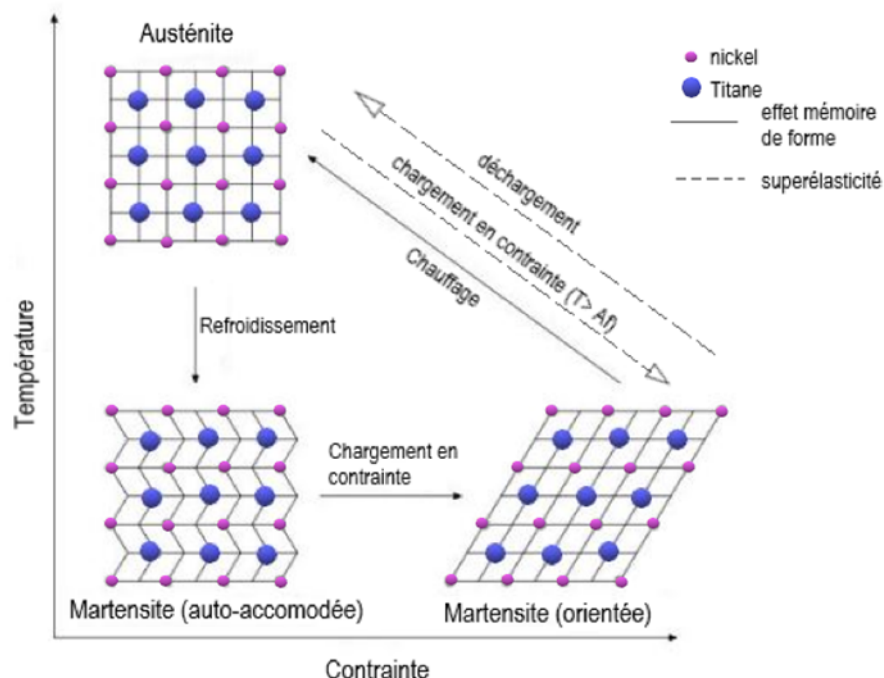 Austénite
nickel
Titane
effet mémoire
de forme
superélasticité
déchargement
chargement en contrainte (T> Af)
Chauffage
Refroidissement
Température
Chargement en
contrainte
Martensite (auto-accomodée)
Martensite (orientée)
Contrainte